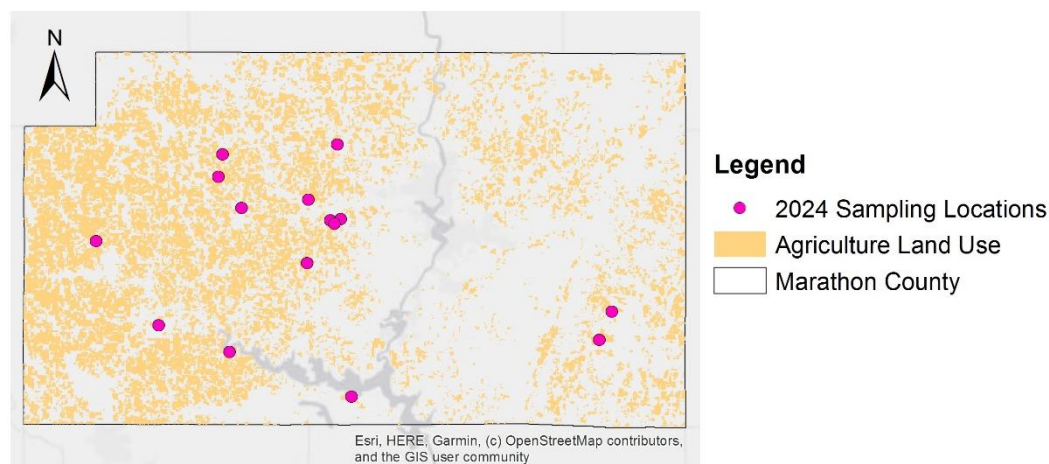 N
Legend
2024 Sampling Locations
Agriculture Land Use
Marathon County
Esri, HERE, Garmin, (c) OpenStreetMap contributors,
and the GIS user community